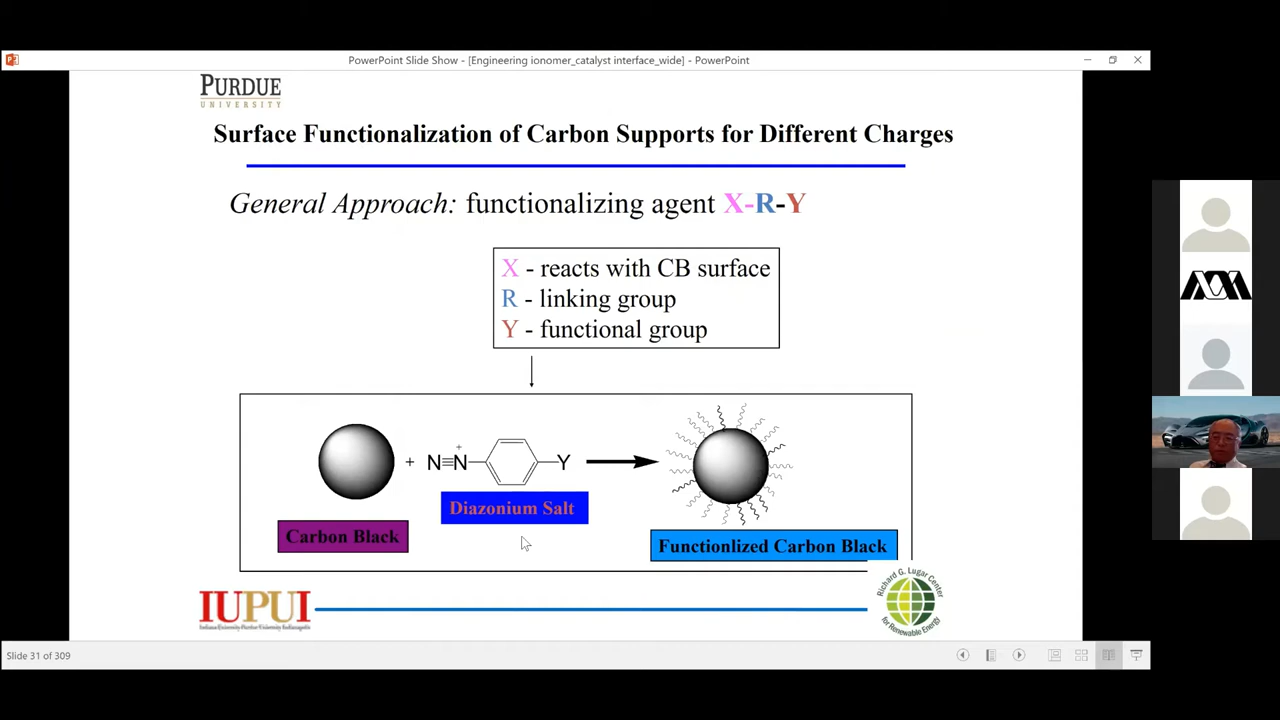 PowerPoint Slide Show - [Engineering ionomer_catalyst interface_wide] - PowerPoint
PURDUE
UNIVERSITY
Surface Functionalization of Carbon Supports for Different Charges
General Approach: functionalizing agent X-R-Y
X - reacts with CB surface
R - linking group
Y - functional group
+ N≡N+ Y
Diazonium Salt
Carbon Black
Functionlized Carbon Black
IUPUI
Indiana University Purdue University Indianapolis
Richard G. Lugar Center
for Renewable Energy
Slide 31 of 309